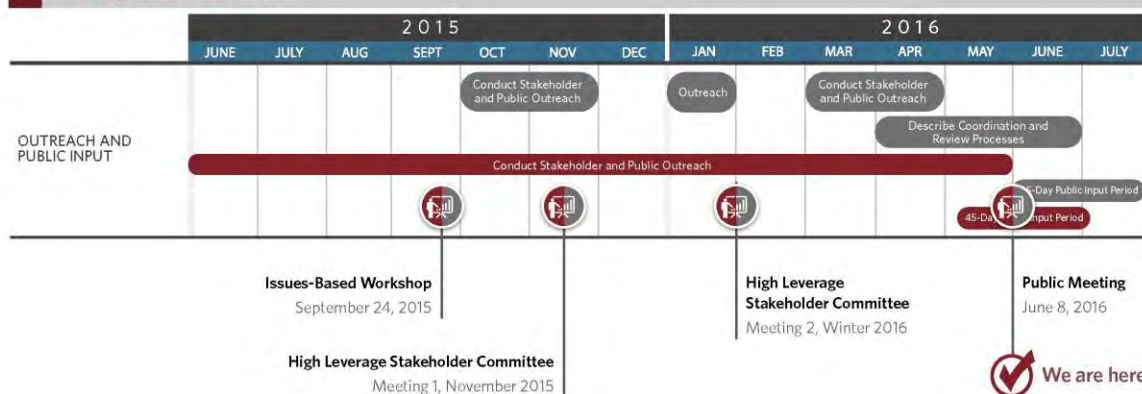 2015
2016
JUNE
JULY
AUG
SEPT
OCT
NOV
DEC
JAN
FEB
MAR
APR
MAY
JUNE
JULY
OUTREACH AND
PUBLIC INPUT
Conduct Stakeholder
and Public Outreach
Outreach
Conduct Stakeholder
and Public Outreach
Describe Coordination and
Review Processes
Conduct Stakeholder and Public Outreach
-Day Public Input Period
45-Da
nput Period
Issues-Based Workshop
September 24, 2015
High Leverage Stakeholder Committee
Meeting 1, November 2015
High Leverage
Stakeholder Committee
Meeting 2, Winter 2016
Public Meeting
June 8, 2016
We are here